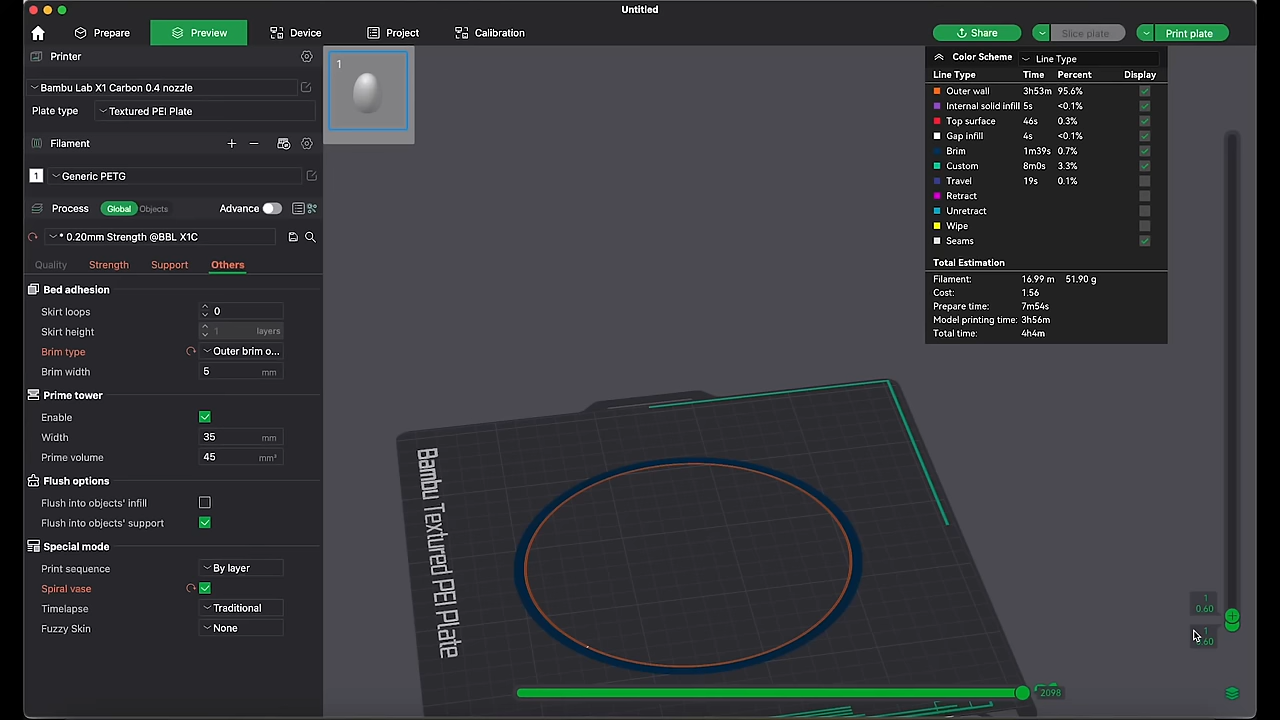 Untitled
Prepare
Preview
Device
Project
Calibration
Share
Slice plate
Print plate
Printer
Bambu Lab X1 Carbon 0.4 nozzle
Plate type
Textured PEI Plate
Filament
1
Generic PETG
Process
Global
Objects
Advance
* 0.20mm Strength @BBL X1C
Quality
Strength
Support
Others
Bed adhesion
Skirt loops
0
Skirt height
1
layers
Brim type
Outer brim o...
Brim width
5
mm
Prime tower
Enable
Width
35
mm
Prime volume
45
mm³
Flush options
Flush into objects' infill
Flush into objects' support
Special mode
Print sequence
By layer
Spiral vase
Timelapse
Traditional
Fuzzy Skin
None
1
Bambu Textured PEI Plate
Color Scheme
Line Type
Line Type Time Percent Display
Outer wall 3h53m 95.6%
Internal solid infill 5s <0.1%
Top surface 46s 0.3%
Gap infill 4s <0.1%
Brim 1m39s 0.7%
Custom 8m0s 3.3%
Travel 19s 0.1%
Retract
Unretract
Wipe
Seams
Total Estimation
Filament: 16.99 m 51.90 g
Cost: 1.56
Prepare time: 7m54s
Model printing time: 3h56m
Total time: 4h4m
1
0.60
1
2098